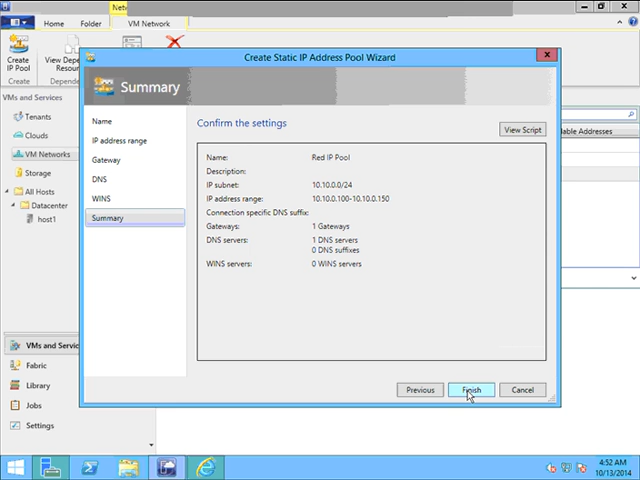 Netw
Home
Folder
VM Network
Create
IP Pool
View Depe
Resour
Create
Depende
VMs and Services
Tenants
Clouds
VM Networks
Storage
All Hosts
Datacenter
host1
VMs and Servic
Fabric
Library
Jobs
Settings
Create Static IP Address Pool Wizard
Summary
Name
IP address range
Gateway
DNS
WINS
Summary
Confirm the settings
View Script
Name: Red IP Pool
Description:
IP subnet: 10.10.0.0/24
IP address range: 10.10.0.100-10.10.0.150
Connection specific DNS suffix:
Gateways: 1 Gateways
DNS servers: 1 DNS servers
0 DNS suffixes
WINS servers: 0 WINS servers
Previous
Finish
Cancel
lable Addresses
4:52 AM
10/13/2014